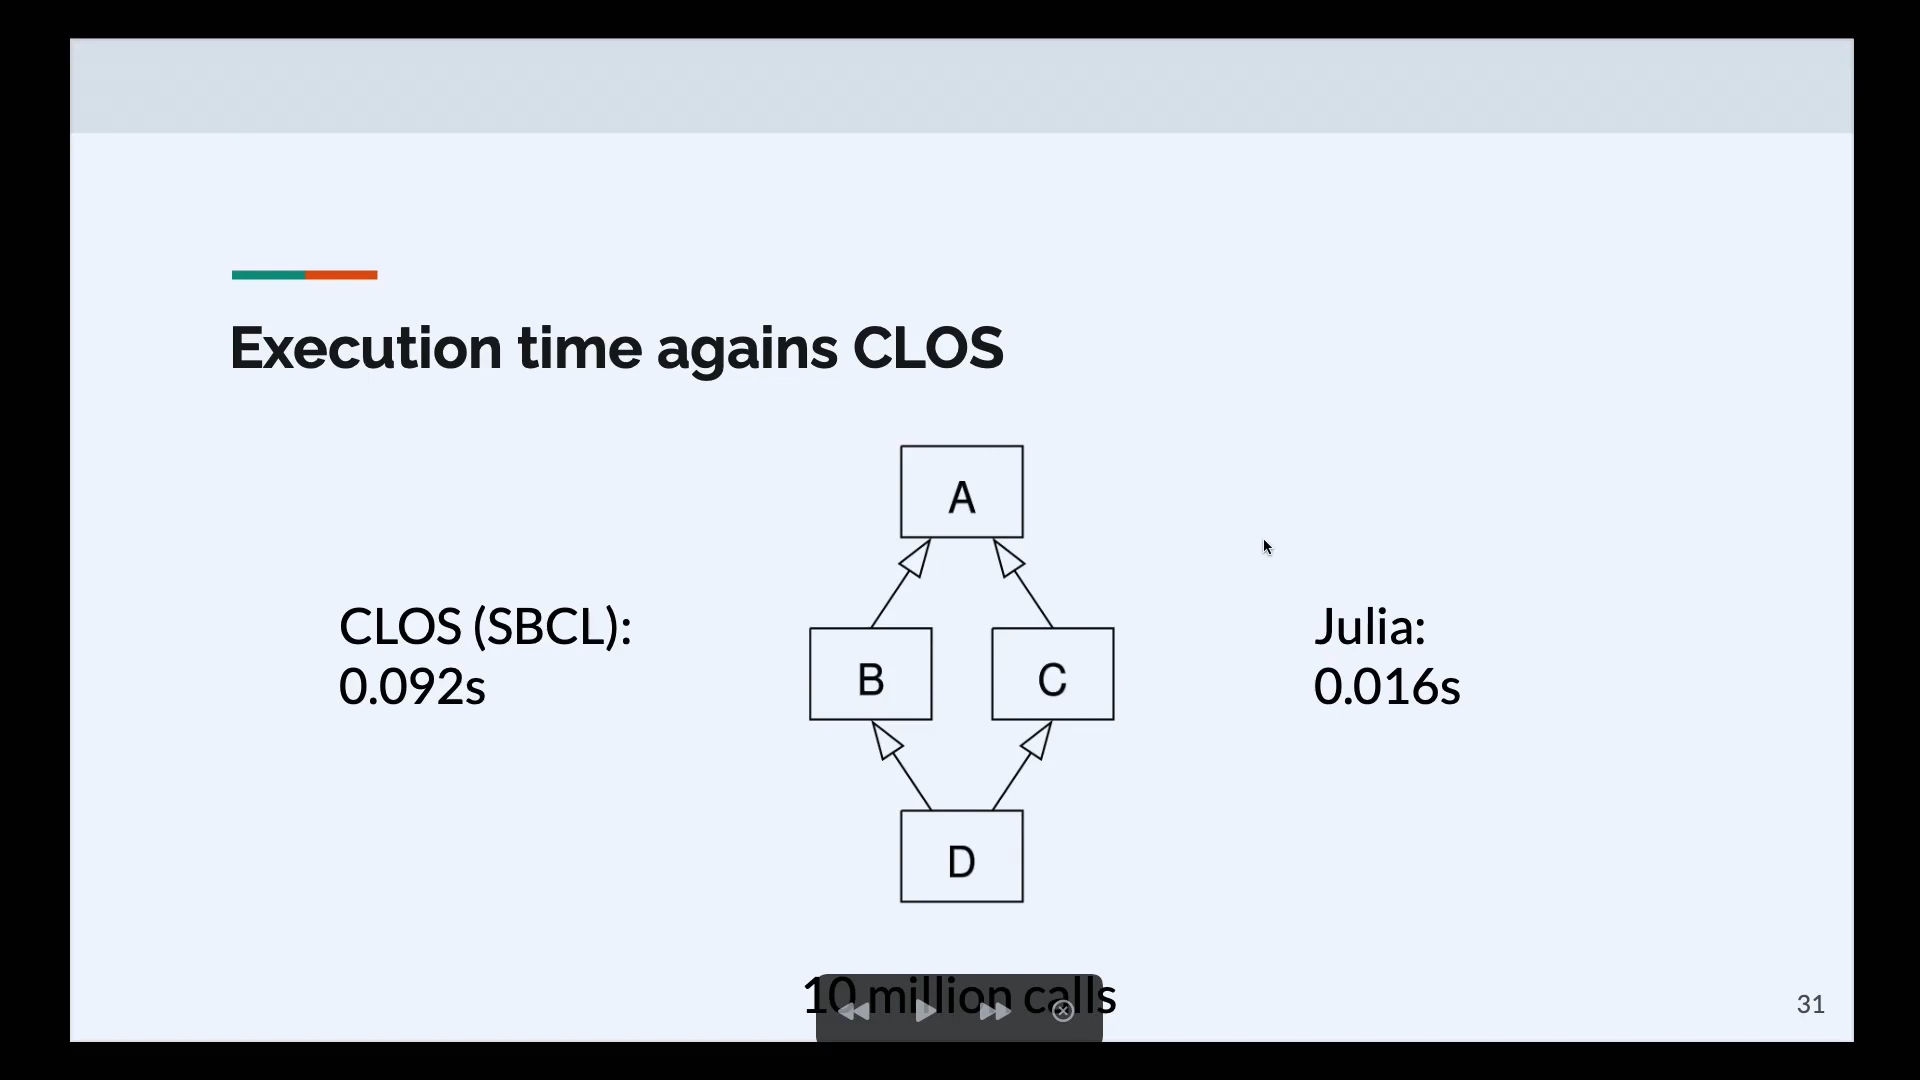 Execution time agains CLOS
A
CLOS (SBCL):
0.092s
B
C
Julia:
0.016s
D
10 million calls
31